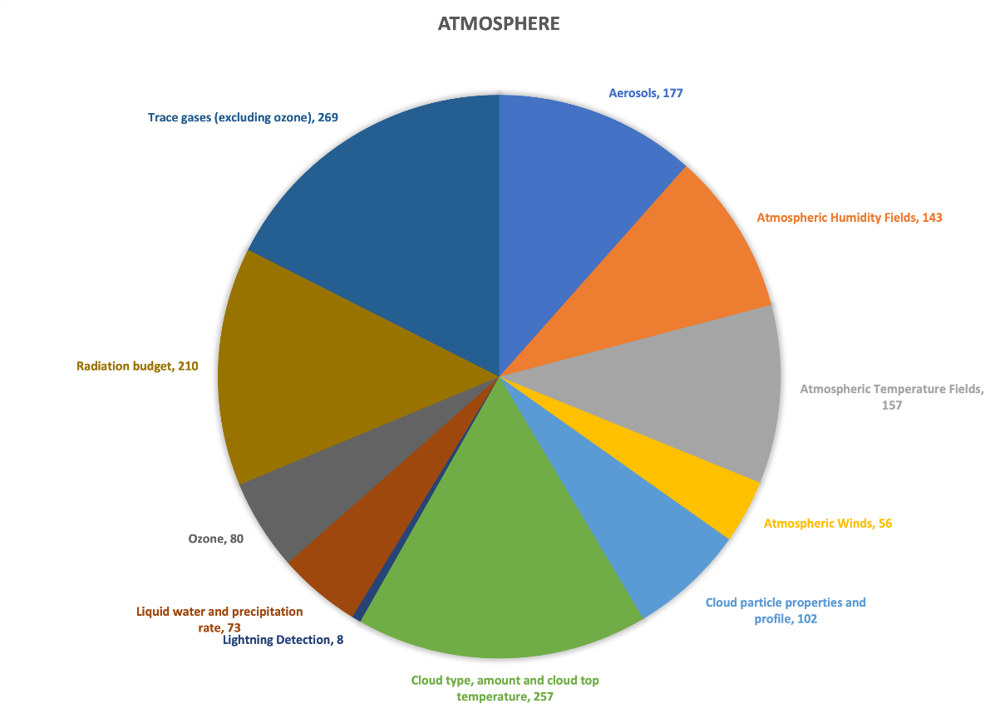 ATMOSPHERE
Aerosols, 177
Trace gases (excluding ozone), 269
Atmospheric Humidity Fields, 143
Radiation budget, 210
Atmospheric Temperature Fields,
157
Atmospheric Winds, 56
Ozone, 80
Cloud particle properties and
profile, 102
Liquid water and precipitation
rate, 73
Lightning Detection, 8
Cloud type, amount and cloud top
temperature, 257